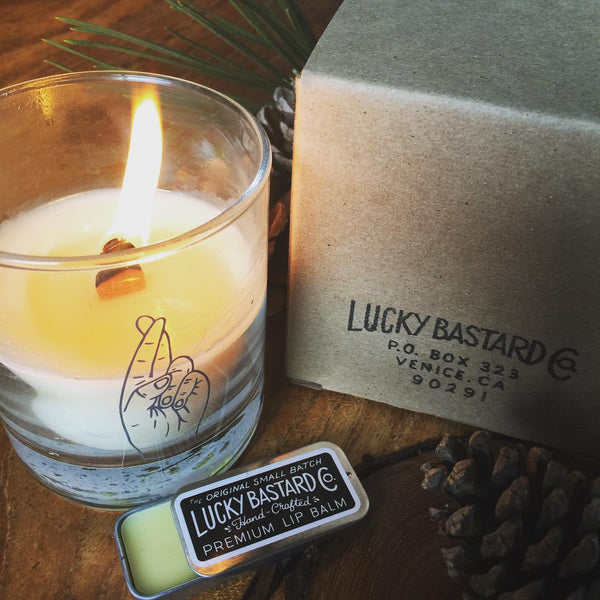 LUCKY BASTARD Co
P.O. BOX 323
VENICE, CA
90291
THE ORIGINAL SMALL BATCH
LUCKY BASTARD Co.
Hand-Crafted
PREMIUM LIP BALM